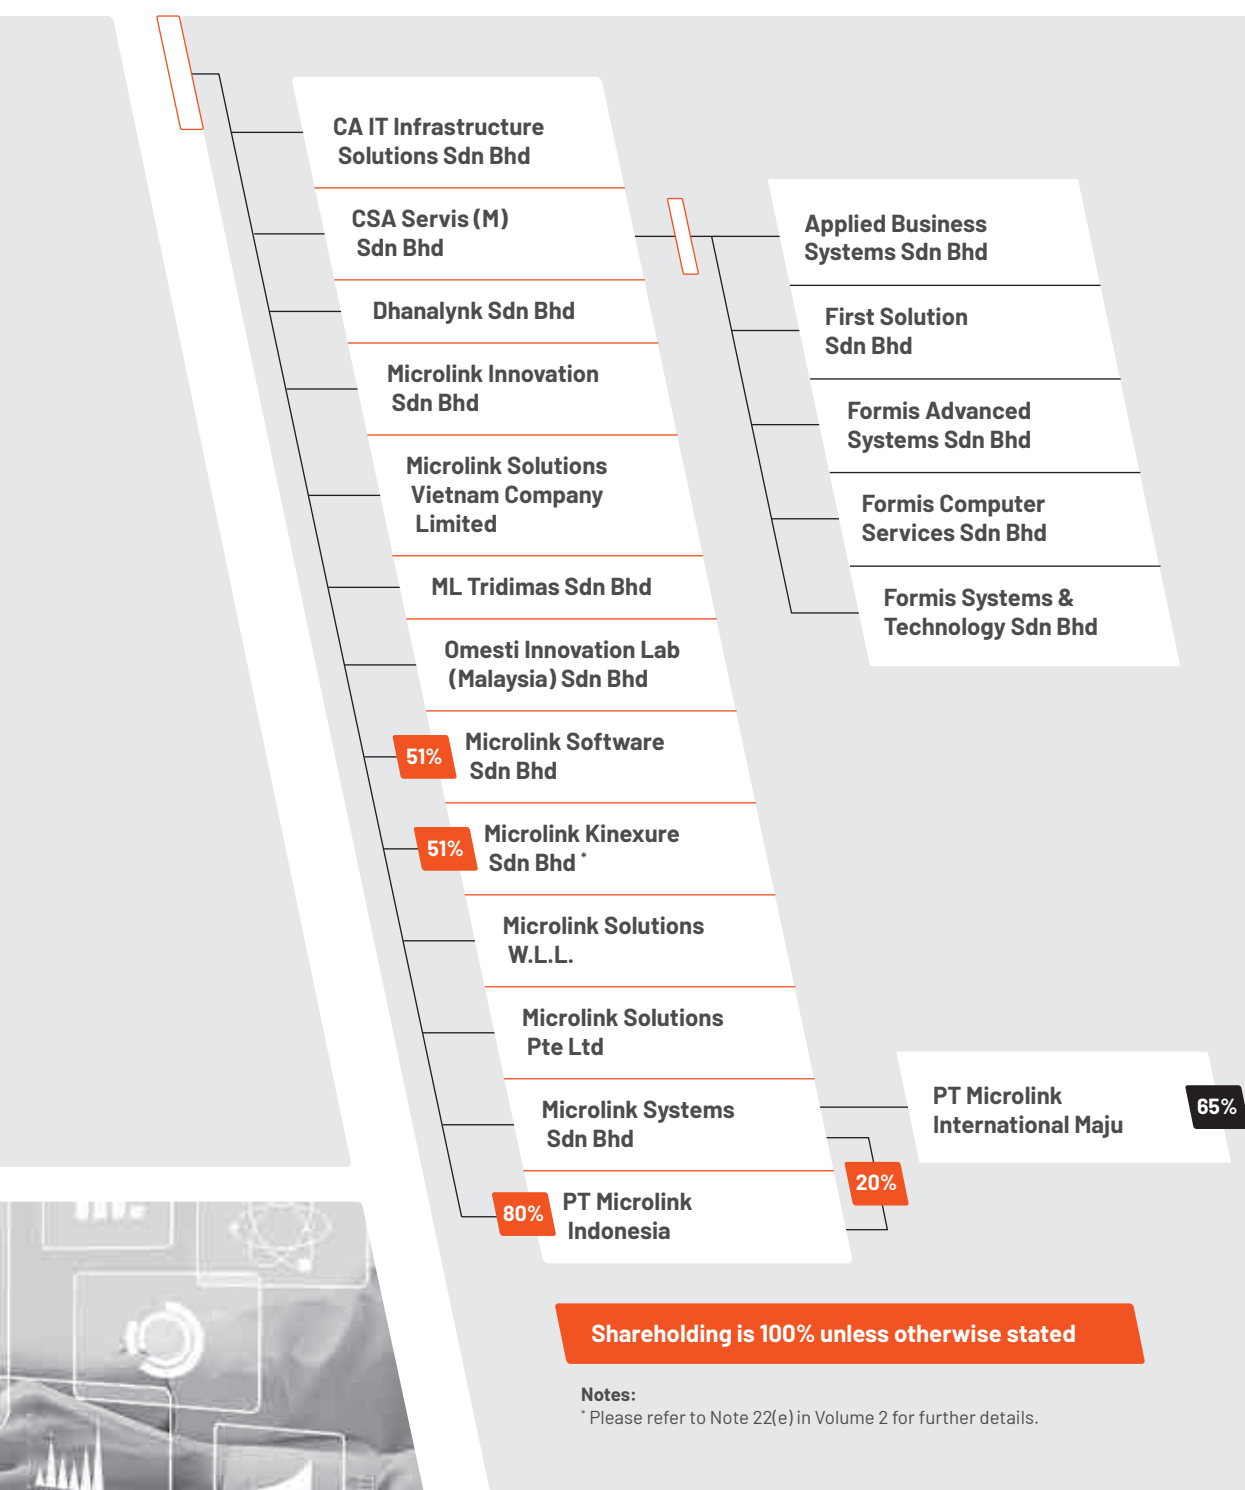 CA IT Infrastructure
Solutions Sdn Bhd
CSA Servis (M)
Sdn Bhd
Dhanalynk Sdn Bhd
Microlink Innovation
Sdn Bhd
Microlink Solutions
Vietnam Company
Limited
ML Tridimas Sdn Bhd
Omesti Innovation Lab
(Malaysia) Sdn Bhd
51%
Microlink Software
Sdn Bhd
51%
Microlink Kinexure
Sdn Bhd *
Microlink Solutions
W.L.L.
Microlink Solutions
Pte Ltd
Microlink Systems
Sdn Bhd
80%
PT Microlink
Indonesia
20%
Applied Business
Systems Sdn Bhd
First Solution
Sdn Bhd
Formis Advanced
Systems Sdn Bhd
Formis Computer
Services Sdn Bhd
Formis Systems &
Technology Sdn Bhd
PT Microlink
International Maju
65%
Shareholding is 100% unless otherwise stated
Notes:
* Please refer to Note 22(e) in Volume 2 for further details.